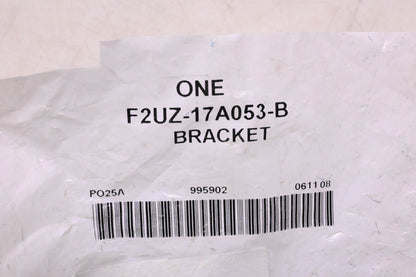 ONE
F2UZ-17A053-B
BRACKET
PO25A 995902 061108